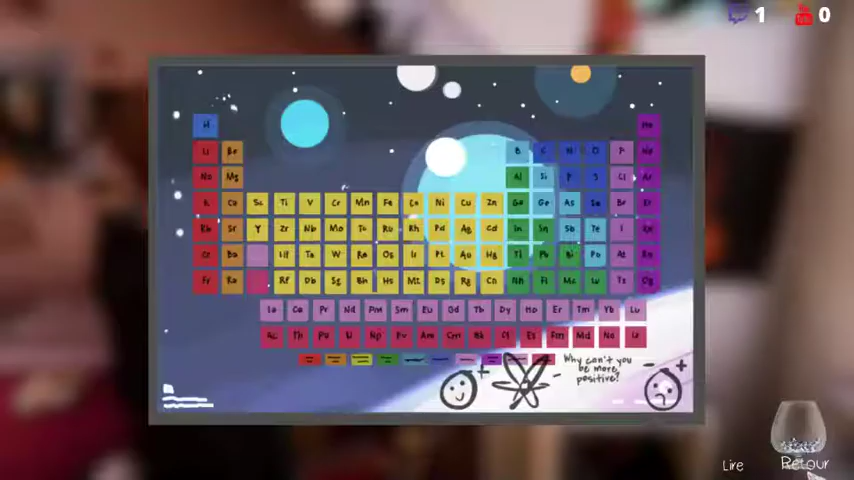 1 0
H He
Li Be B C N O F Ne
Na Mg Al Si P S Cl Ar
K Ca Sc Ti V Cr Mn Fe Co Ni Cu Zn Ga Ge As Se Br Kr
Rb Sr Y Zr Nb Mo Tc Ru Rh Pd Ag Cd In Sn Sb Te I Xe
Cs Ba Hf Ta W Re Os Ir Pt Au Hg Tl Pb Bi Po At Rn
Fr Ra Rf Db Sg Bh Hs Mt Ds Rg Cn Nh Fl Mc Lv Ts Og
La Ce Pr Nd Pm Sm Eu Gd Tb Dy Ho Er Tm Yb Lu
Ac Th Pa U Np Pu Am Cm Bk Cf Es Fm Md No Lr
Why can't you
be more
positive?
+ - - +
Lire Retour